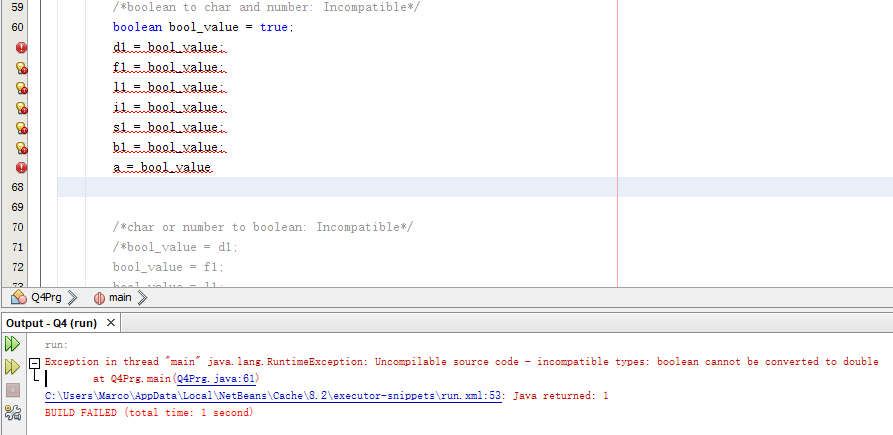 59 /*boolean to char and number: Incompatible*/
60 boolean bool_value = true;
d1 = bool_value;
f1 = bool_value;
l1 = bool_value;
i1 = bool_value;
s1 = bool_value;
b1 = bool_value;
a = bool_value
68
69
70 /*char or number to boolean: Incompatible*/
71 /*bool_value = d1;
72 bool_value = f1;
73 bool_value = l1;
Q4Prg main
Output - Q4 (run) ×
run:
Exception in thread "main" java.lang.RuntimeException: Uncompilable source code - incompatible types: boolean cannot be converted to double
at Q4Prg.main(Q4Prg.java:61)
C:\Users\Marco\AppData\Local\NetBeans\Cache\8.2\executor-snippets\run.xml:53: Java returned: 1
BUILD FAILED (total time: 1 second)